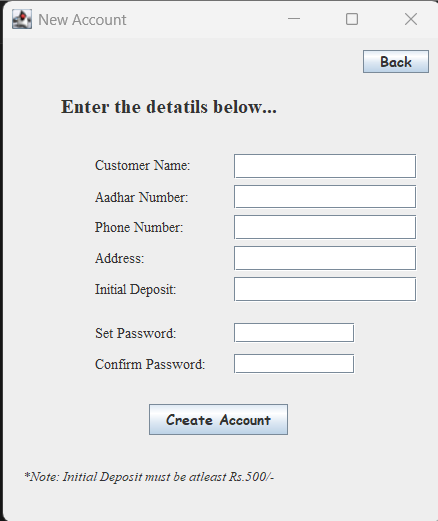 New Account
Back
Enter the detatils below...
Customer Name:
Aadhar Number:
Phone Number:
Address:
Initial Deposit:
Set Password:
Confirm Password:
Create Account
*Note: Initial Deposit must be atleast Rs.500/-